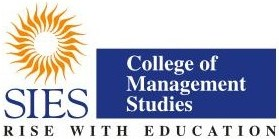 College of
Management
Studies
SIES
RISE WITH EDUCATION